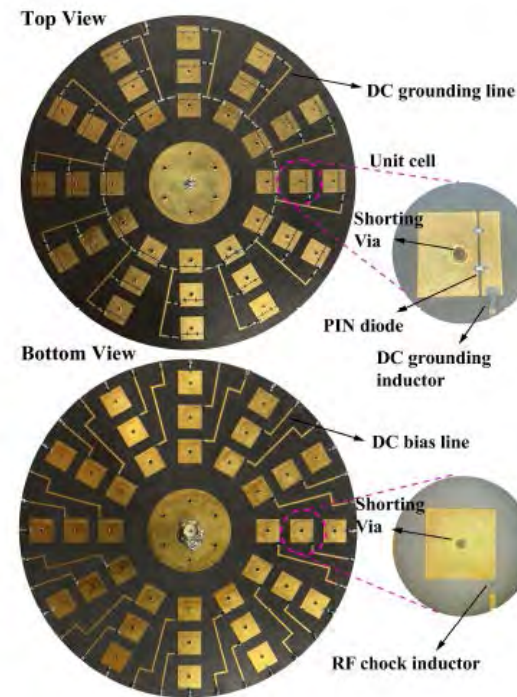 Top View
DC grounding line
Unit cell
Shorting
Via
PIN diode
DC grounding
inductor
Bottom View
DC bias line
Shorting
Via
RF chock inductor